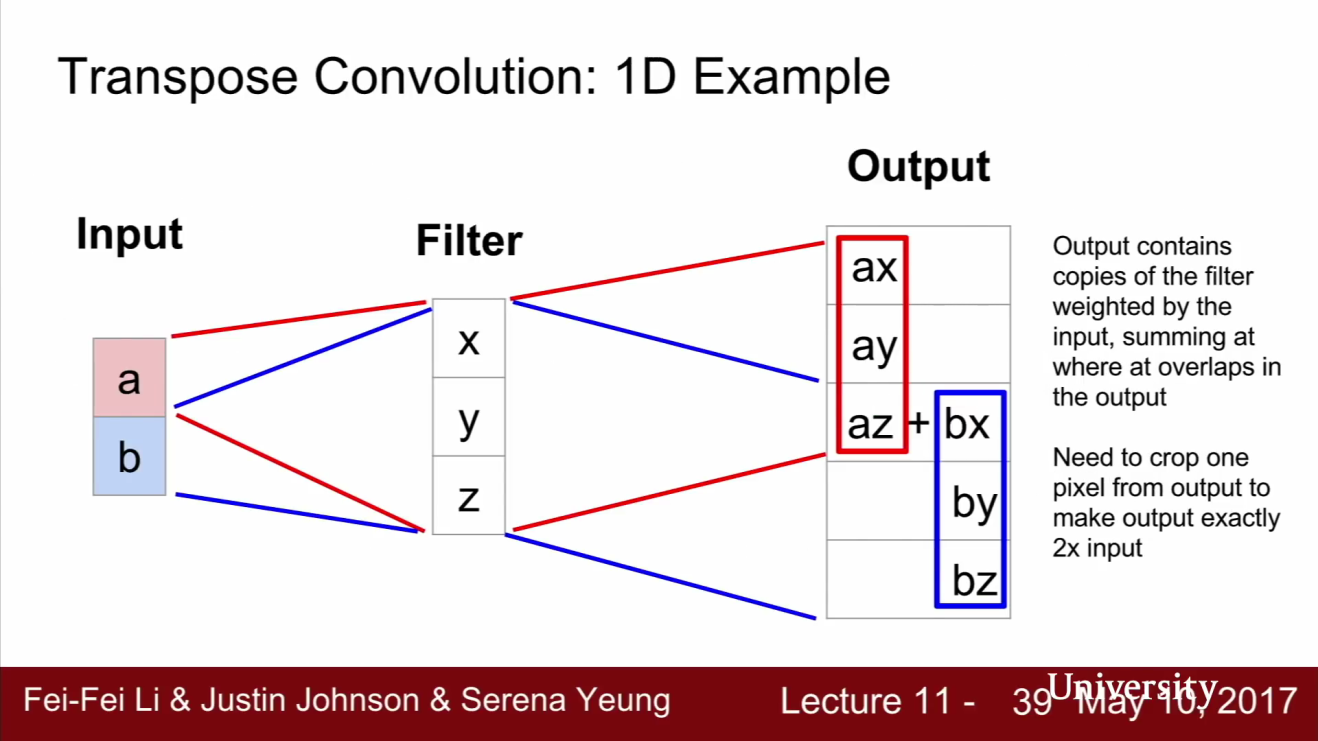 Transpose Convolution: 1D Example
Output
Input
Filter
a
b
x
y
z
ax
ay
az + bx
by
bz
Output contains
copies of the filter
weighted by the
input, summing at
where at overlaps in
the output
Need to crop one
pixel from output to
make output exactly
2x input
Fei-Fei Li & Justin Johnson & Serena Yeung
Lecture 11 - 39 May 10, 2017
University